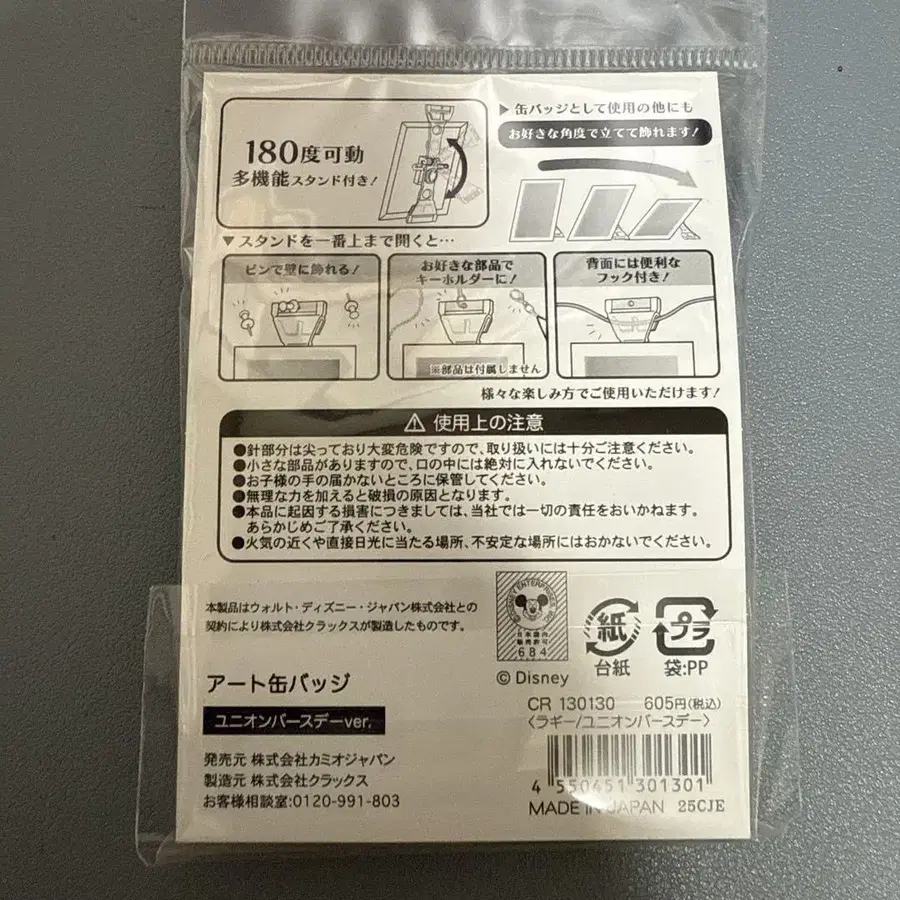 180度可動
多機能スタンド付き!
▶缶バッジとして使用の他にも
お好きな角度で立てて飾れます!
▼スタンドを一番上まで開くと…
ピンで壁に飾れる!
お好きな部品で
キーホルダーに!
※部品は付属しません
背面には便利な
フック付き!
様々な楽しみ方でご使用いただけます!
⚠ 使用上の注意
●針部分は尖っており大変危険ですので、取り扱いには十分ご注意ください。
●小さな部品がありますので、口の中には絶対に入れないでください。
●お子様の手の届かないところに保管してください。
●無理な力を加えると破損の原因となります。
●本品に起因する損害につきましては、当社では一切の責任をおいかねます。
あらかじめご了承ください。
●火気の近くや直接日光に当たる場所、不安定な場所にはおかないでください。
本製品はウォルト・ディズニー・ジャパン株式会社との
契約により株式会社クラックスが製造したものです。
DISNEY ENTERPRISES
日本国内
販売許可
684
© Disney
紙
台紙
プラ
袋:PP
アート缶バッジ
ユニオンバースデーver.
CR 130130 605円(税込)
〈ラギー/ユニオンバースデー〉
発売元 株式会社カミオジャパン
製造元 株式会社クラックス
お客様相談室:0120-991-803
4 550451 301301
MADE IN JAPAN 25CJE